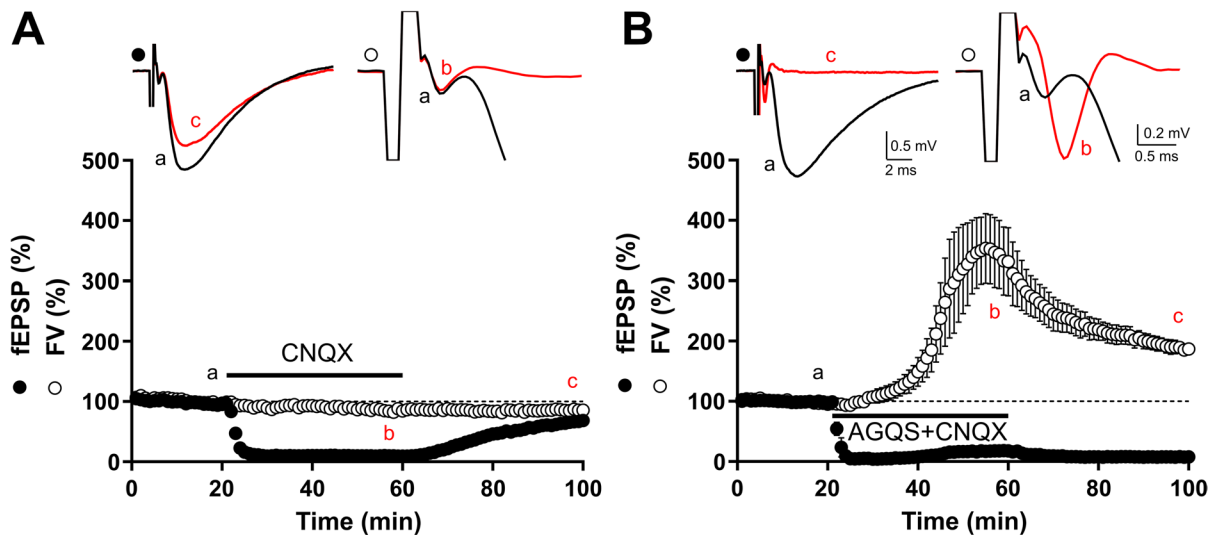 A
c
a
b
a
500
400
300
200
100
0
fEPSP (%)
FV (%)
a
CNQX
c
b
0
20
40
60
80
100
Time (min)
B
c
a
0.5 mV
2 ms
a
b
0.2 mV
0.5 ms
500
400
300
200
100
0
fEPSP (%)
FV (%)
a
b
c
AGQS+CNQX
0
20
40
60
80
100
Time (min)